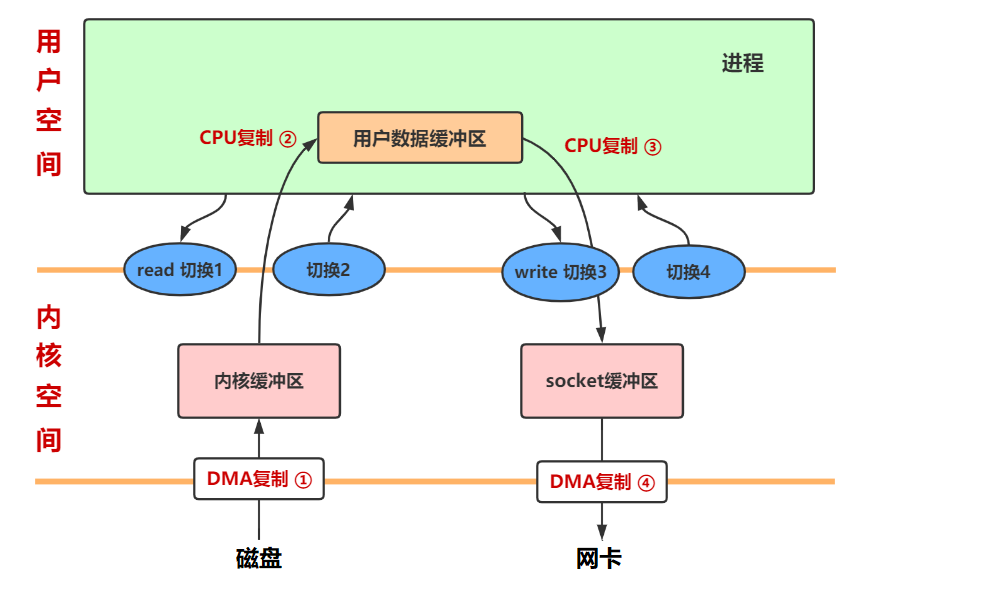 用户空间
进程
CPU复制 ②
用户数据缓冲区
CPU复制 ③
read 切换1
切换2
write 切换3
切换4
内核空间
内核缓冲区
socket缓冲区
DMA复制 ①
DMA复制 ④
磁盘
网卡